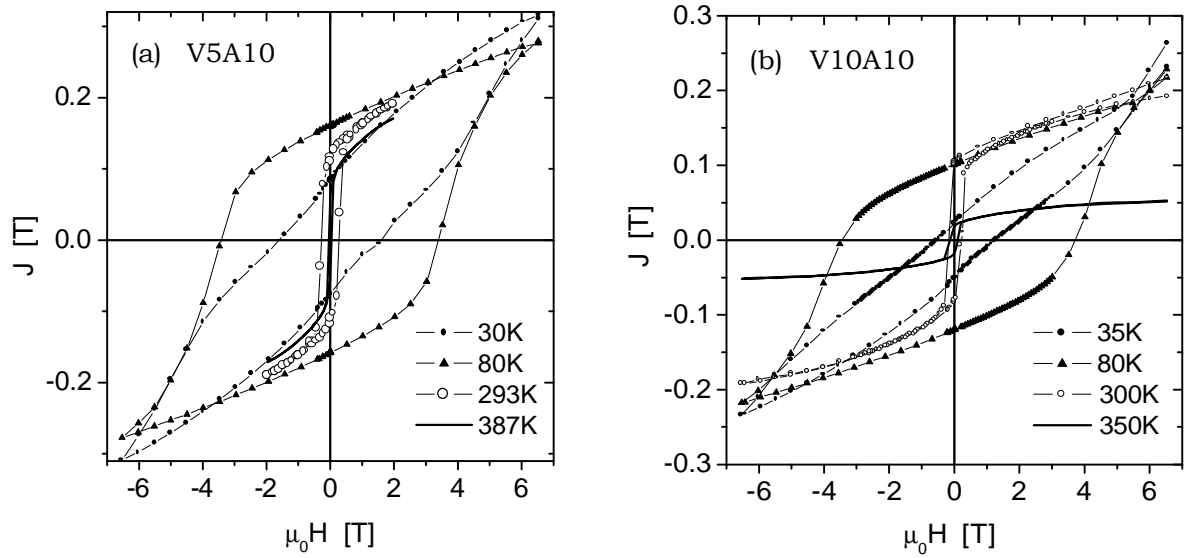 (a) V5A10
J [T]
0.2
0.0
-0.2
30K
80K
293K
387K
-6 -4 -2 0 2 4 6
μ₀H [T]
(b) V10A10
J [T]
0.3
0.2
0.1
0.0
-0.1
-0.2
-0.3
35K
80K
300K
350K
-6 -4 -2 0 2 4 6
μ₀H [T]